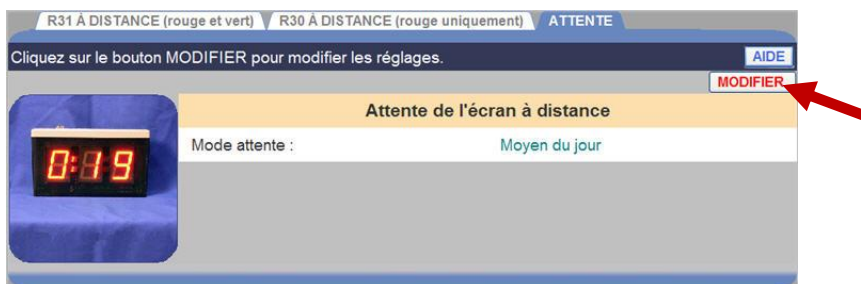 R31 À DISTANCE (rouge et vert) R30 À DISTANCE (rouge uniquement) ATTENTE
Cliquez sur le bouton MODIFIER pour modifier les réglages. AIDE
MODIFIER
Attente de l'écran à distance
Mode attente : Moyen du jour
0:19